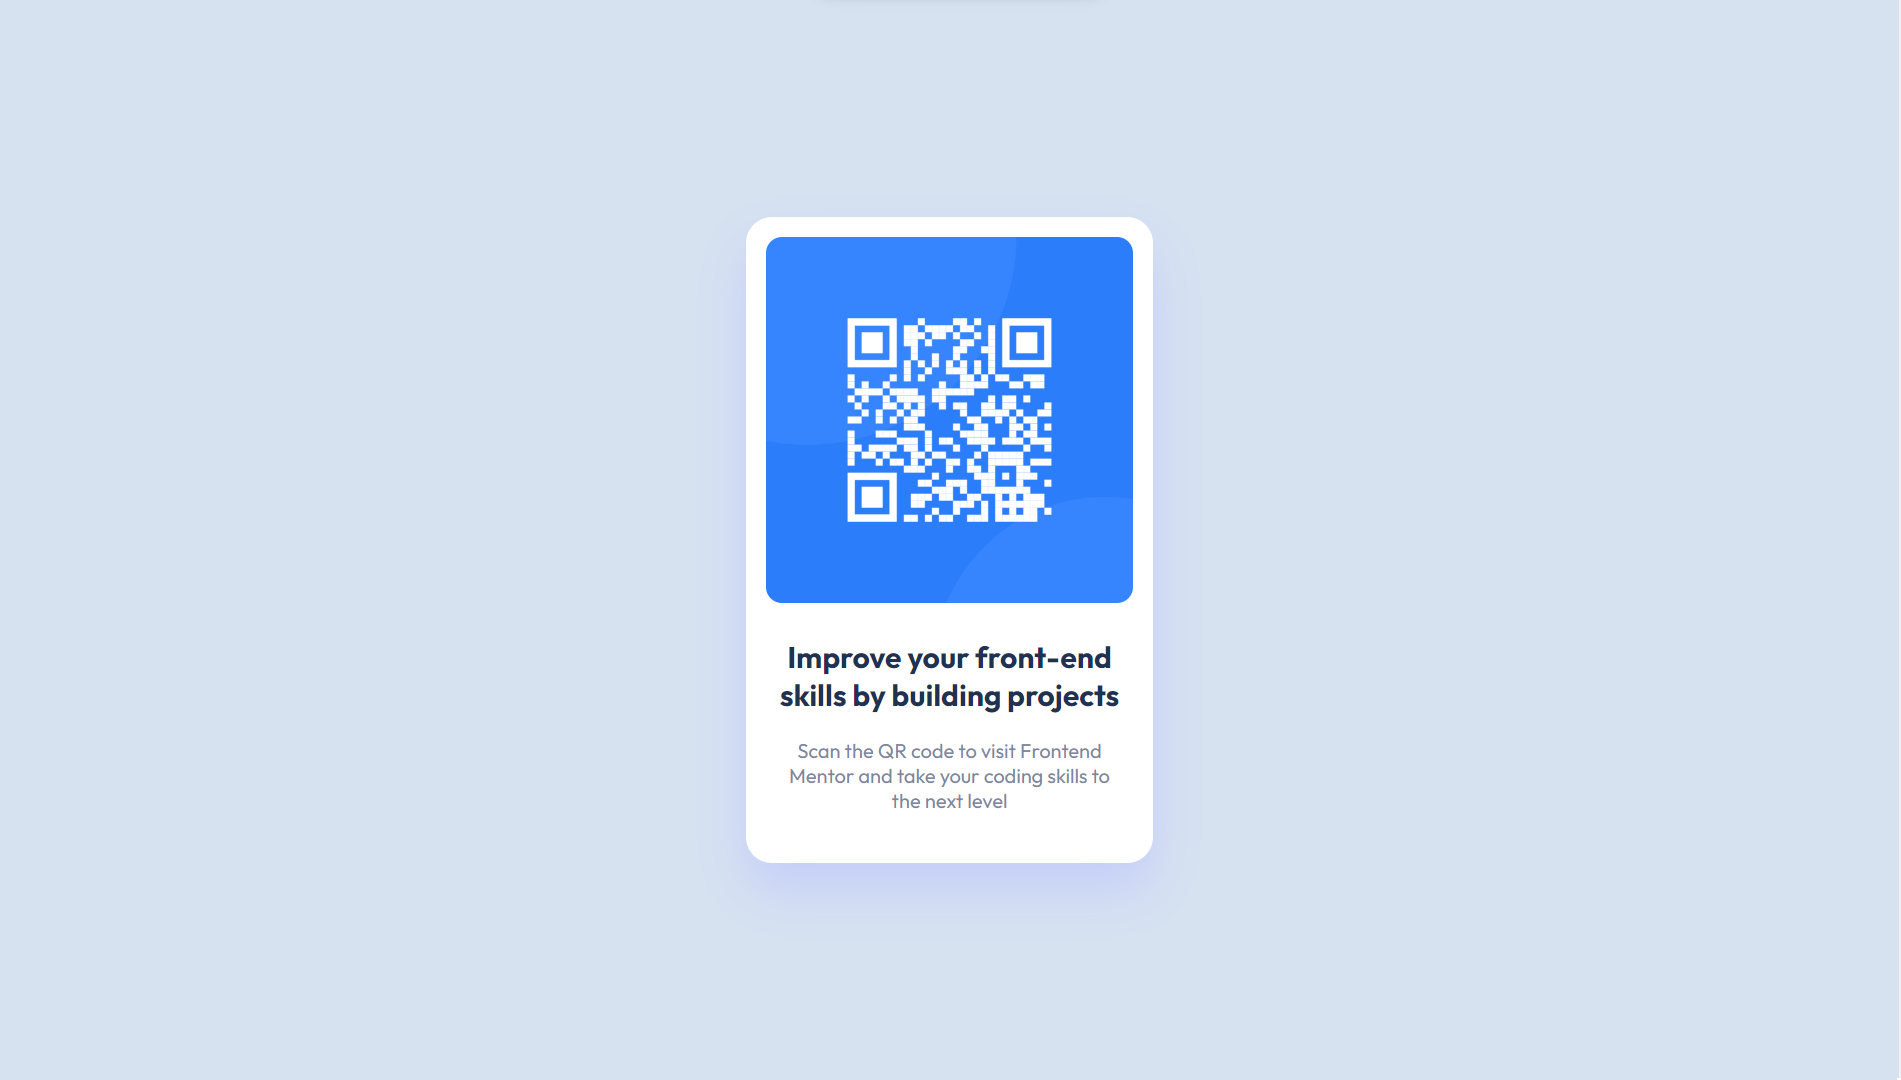 Improve your front-end
skills by building projects
Scan the QR code to visit Frontend
Mentor and take your coding skills to
the next level